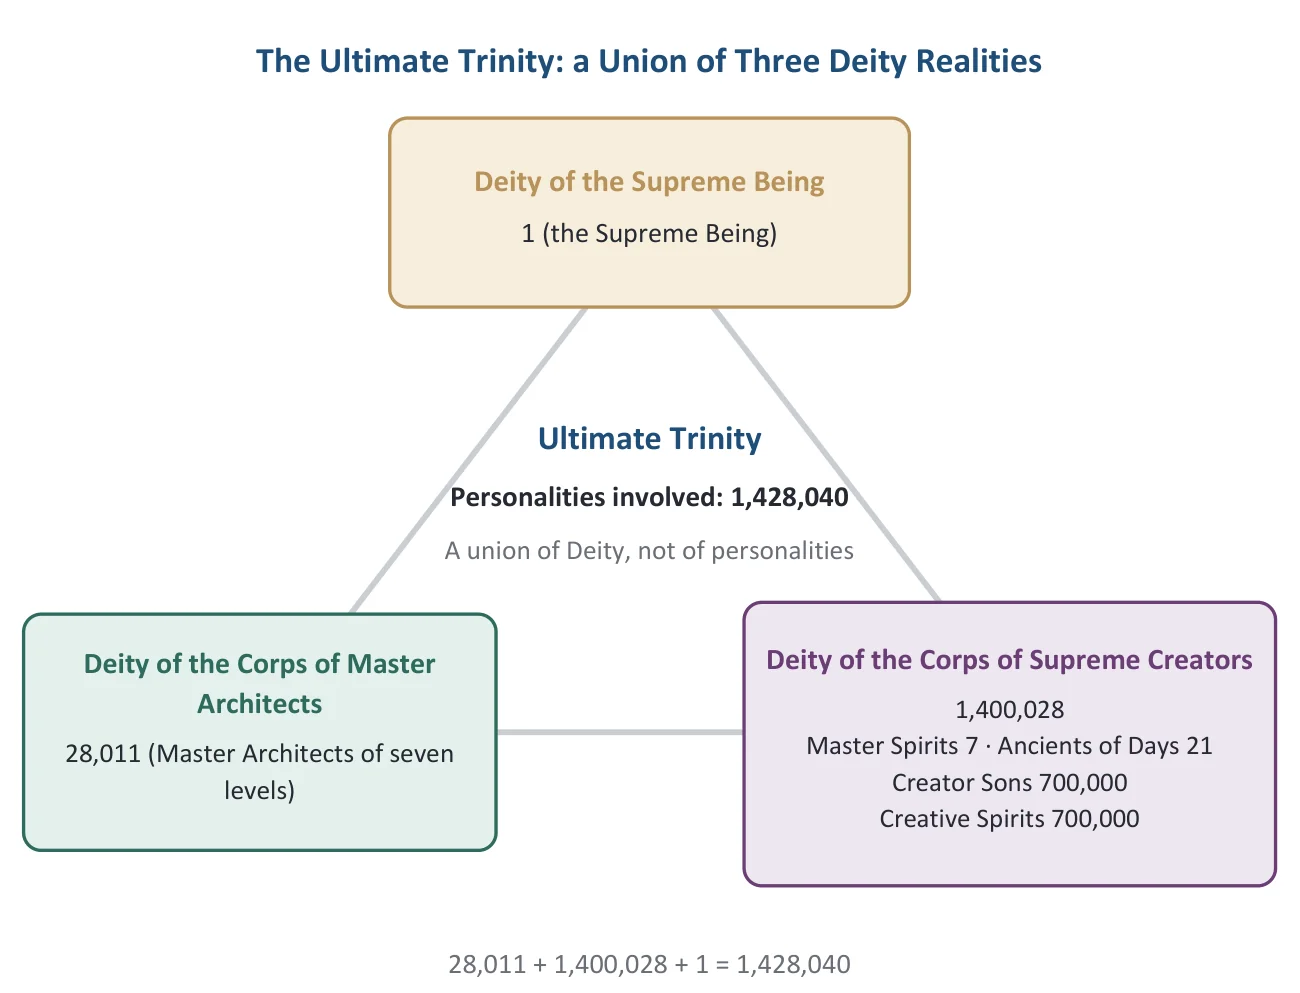 The Ultimate Trinity: a Union of Three Deity Realities
Deity of the Supreme Being
1 (the Supreme Being)
Ultimate Trinity
Personalities involved: 1,428,040
A union of Deity, not of personalities
Deity of the Corps of Master
Architects
28,011 (Master Architects of seven
levels)
Deity of the Corps of Supreme Creators
1,400,028
Master Spirits 7 · Ancients of Days 21
Creator Sons 700,000
Creative Spirits 700,000
28,011 + 1,400,028 + 1 = 1,428,040